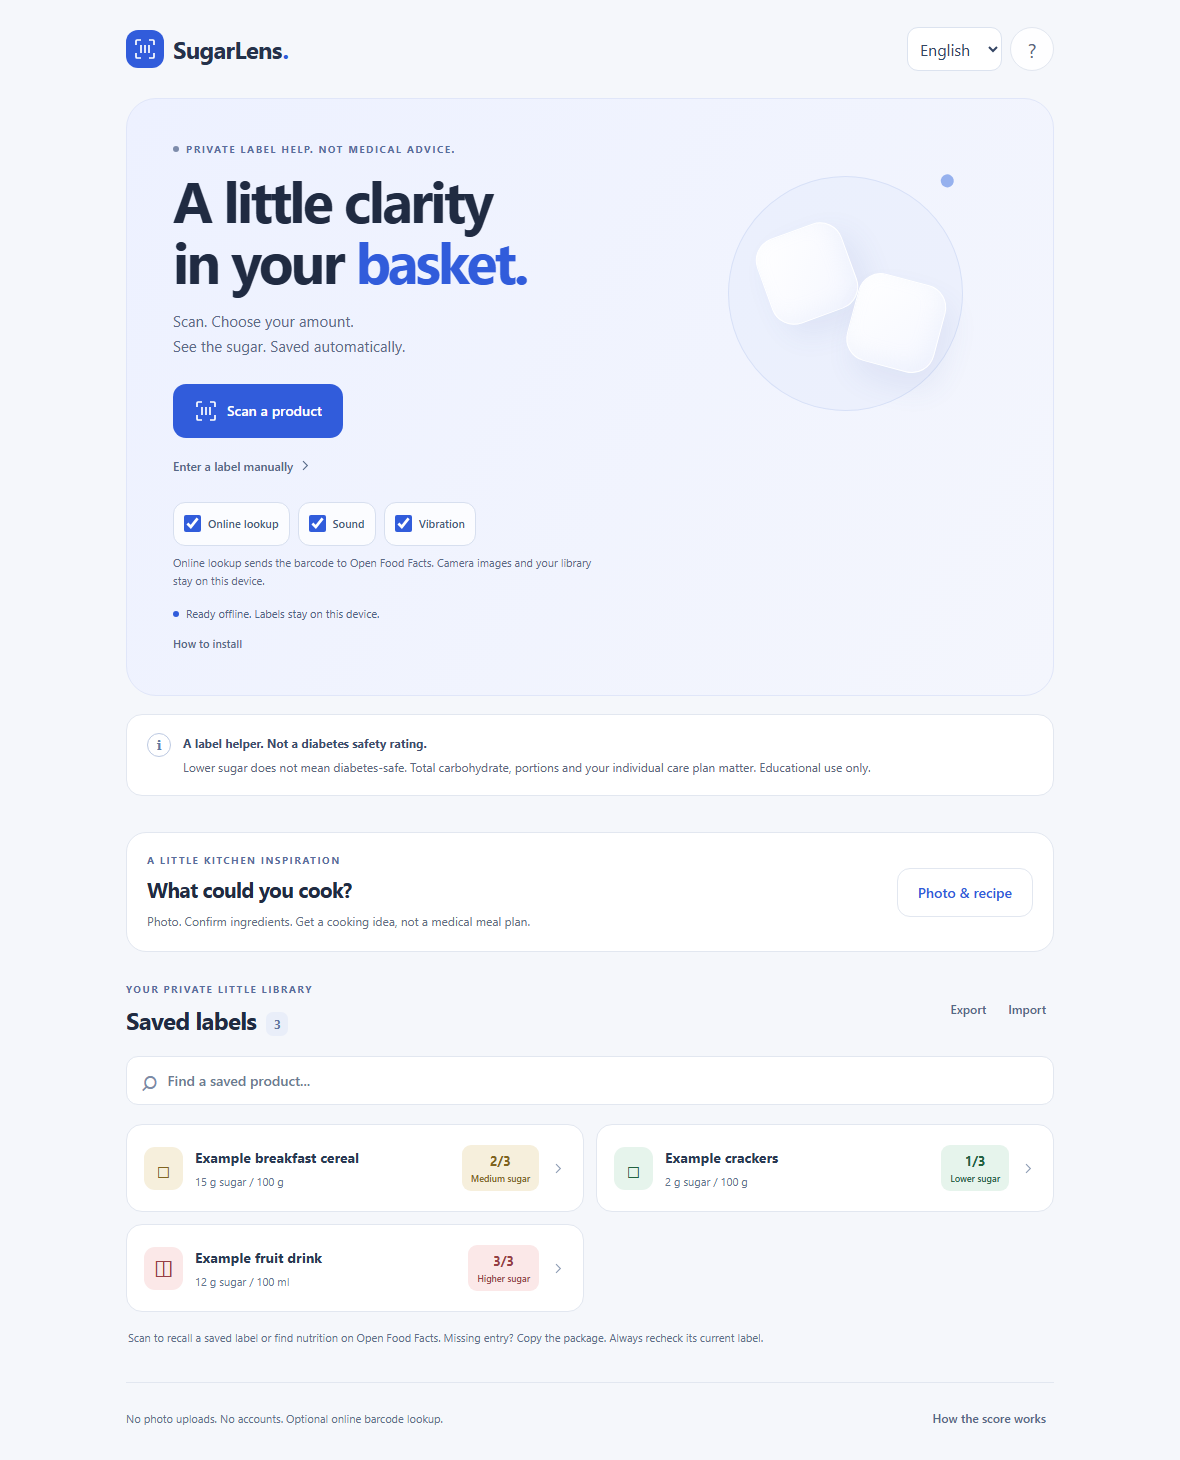 SugarLens.
English
?
PRIVATE LABEL HELP. NOT MEDICAL ADVICE.
A little clarity
in your basket.
Scan. Choose your amount.
See the sugar. Saved automatically.
Scan a product
Enter a label manually
Online lookup
Sound
Vibration
Online lookup sends the barcode to Open Food Facts. Camera images and your library
stay on this device.
Ready offline. Labels stay on this device.
How to install
i
A label helper. Not a diabetes safety rating.
Lower sugar does not mean diabetes-safe. Total carbohydrate, portions and your individual care plan matter. Educational use only.
A LITTLE KITCHEN INSPIRATION
What could you cook?
Photo. Confirm ingredients. Get a cooking idea, not a medical meal plan.
Photo & recipe
YOUR PRIVATE LITTLE LIBRARY
Saved labels 3
Export
Import
Find a saved product...
Example breakfast cereal
15 g sugar / 100 g
2/3
Medium sugar
Example crackers
2 g sugar / 100 g
1/3
Lower sugar
Example fruit drink
12 g sugar / 100 ml
3/3
Higher sugar
Scan to recall a saved label or find nutrition on Open Food Facts. Missing entry? Copy the package. Always recheck its current label.
No photo uploads. No accounts. Optional online barcode lookup.
How the score works